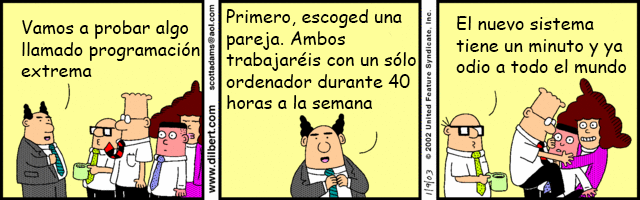 Vamos a probar algo
llamado programación
extrema
scottadams@aol.com
www.dilbert.com
Primero, escoged una
pareja. Ambos
trabajaréis con un sólo
ordenador durante 40
horas a la semana
1/9/03 © 2002 United Feature Syndicate, Inc.
El nuevo sistema
tiene un minuto y ya
odio a todo el mundo